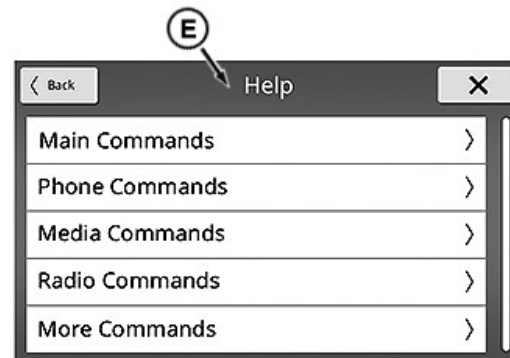 E
Back
Help
Main Commands
Phone Commands
Media Commands
Radio Commands
More Commands